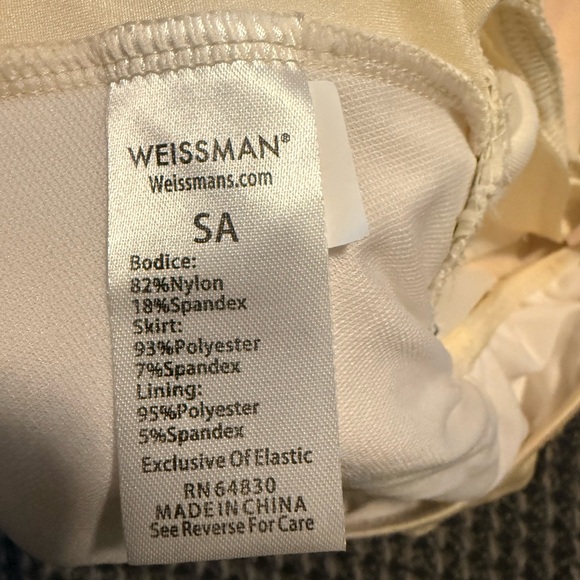 WEISSMAN®
Weissmans.com
SA
Bodice:
82%Nylon
18%Spandex
Skirt:
93%Polyester
7%Spandex
Lining:
95%Polyester
5%Spandex
Exclusive Of Elastic
RN 64830
MADE IN CHINA
See Reverse For Care